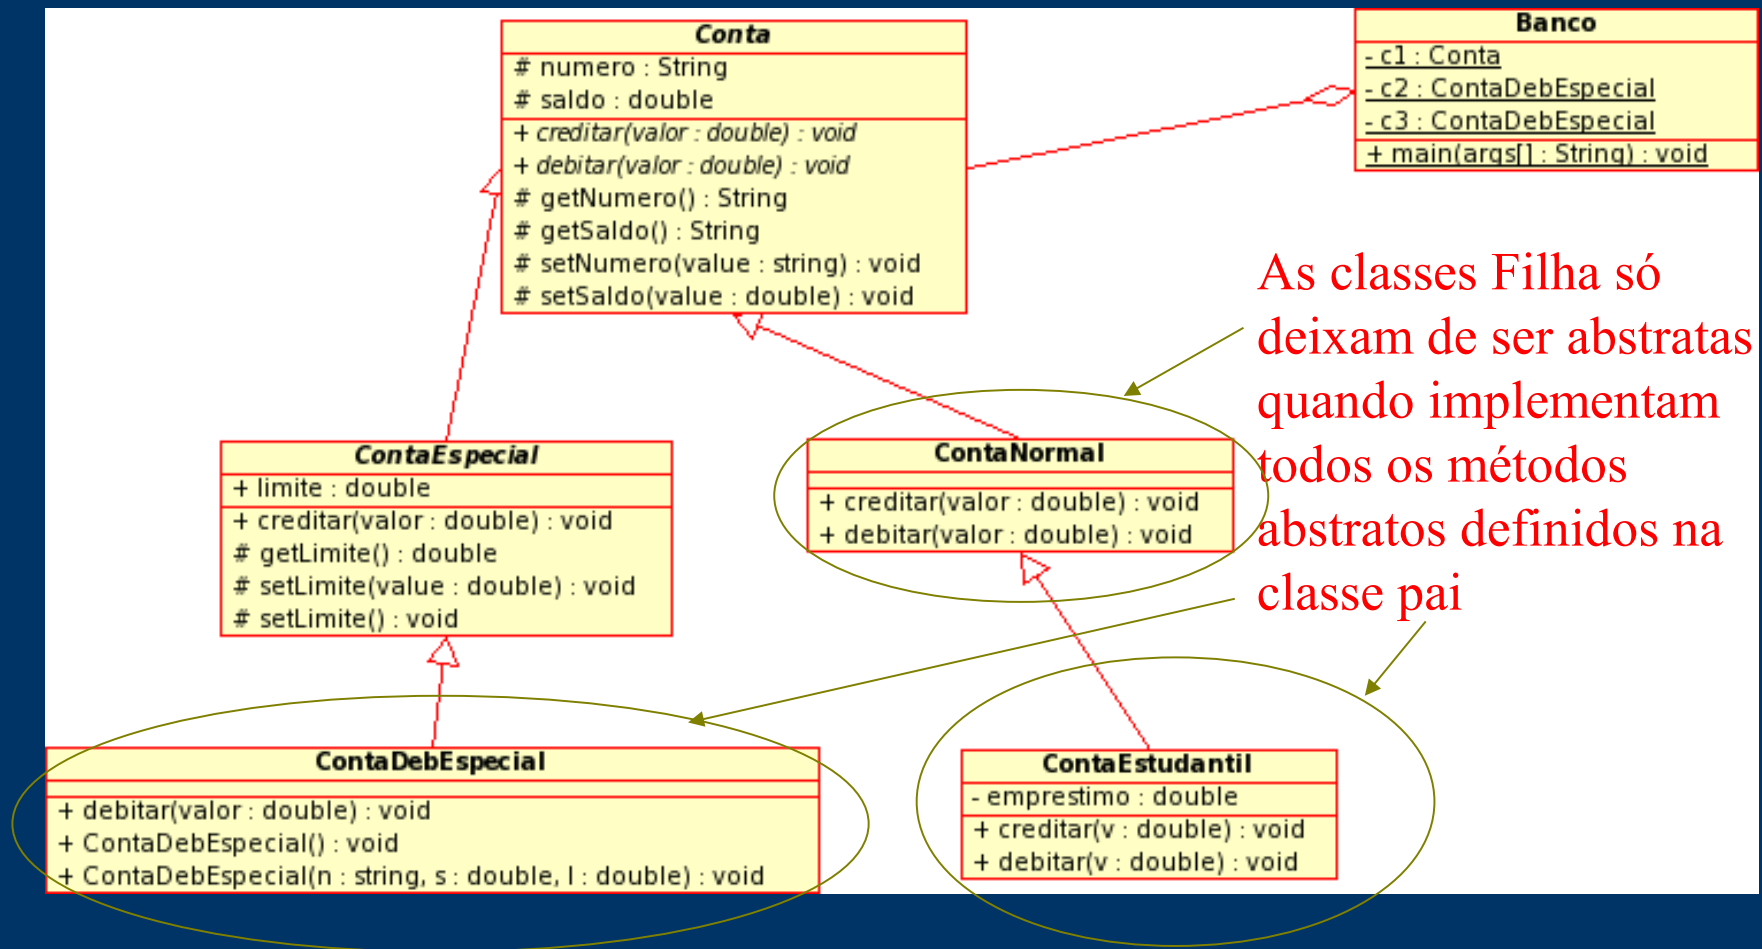 Conta
# numero : String
# saldo : double
+ creditar(valor : double) : void
+ debitar(valor : double) : void
# getNumero() : String
# getSaldo() : String
# setNumero(value : string) : void
# setSaldo(value : double) : void
Banco
- c1 : Conta
- c2 : ContaDebEspecial
- c3 : ContaDebEspecial
+ main(args[] : String) : void
As classes Filha só
deixam de ser abstratas
quando implementam
todos os métodos
abstratos definidos na
classe pai
ContaEspecial
+ limite : double
+ creditar(valor : double) : void
# getLimite() : double
# setLimite(value : double) : void
# setLimite() : void
ContaNormal
+ creditar(valor : double) : void
+ debitar(valor : double) : void
ContaDebEspecial
+ debitar(valor : double) : void
+ ContaDebEspecial() : void
+ ContaDebEspecial(n : string, s : double, l : double) : void
ContaEstudantil
- emprestimo : double
+ creditar(v : double) : void
+ debitar(v : double) : void